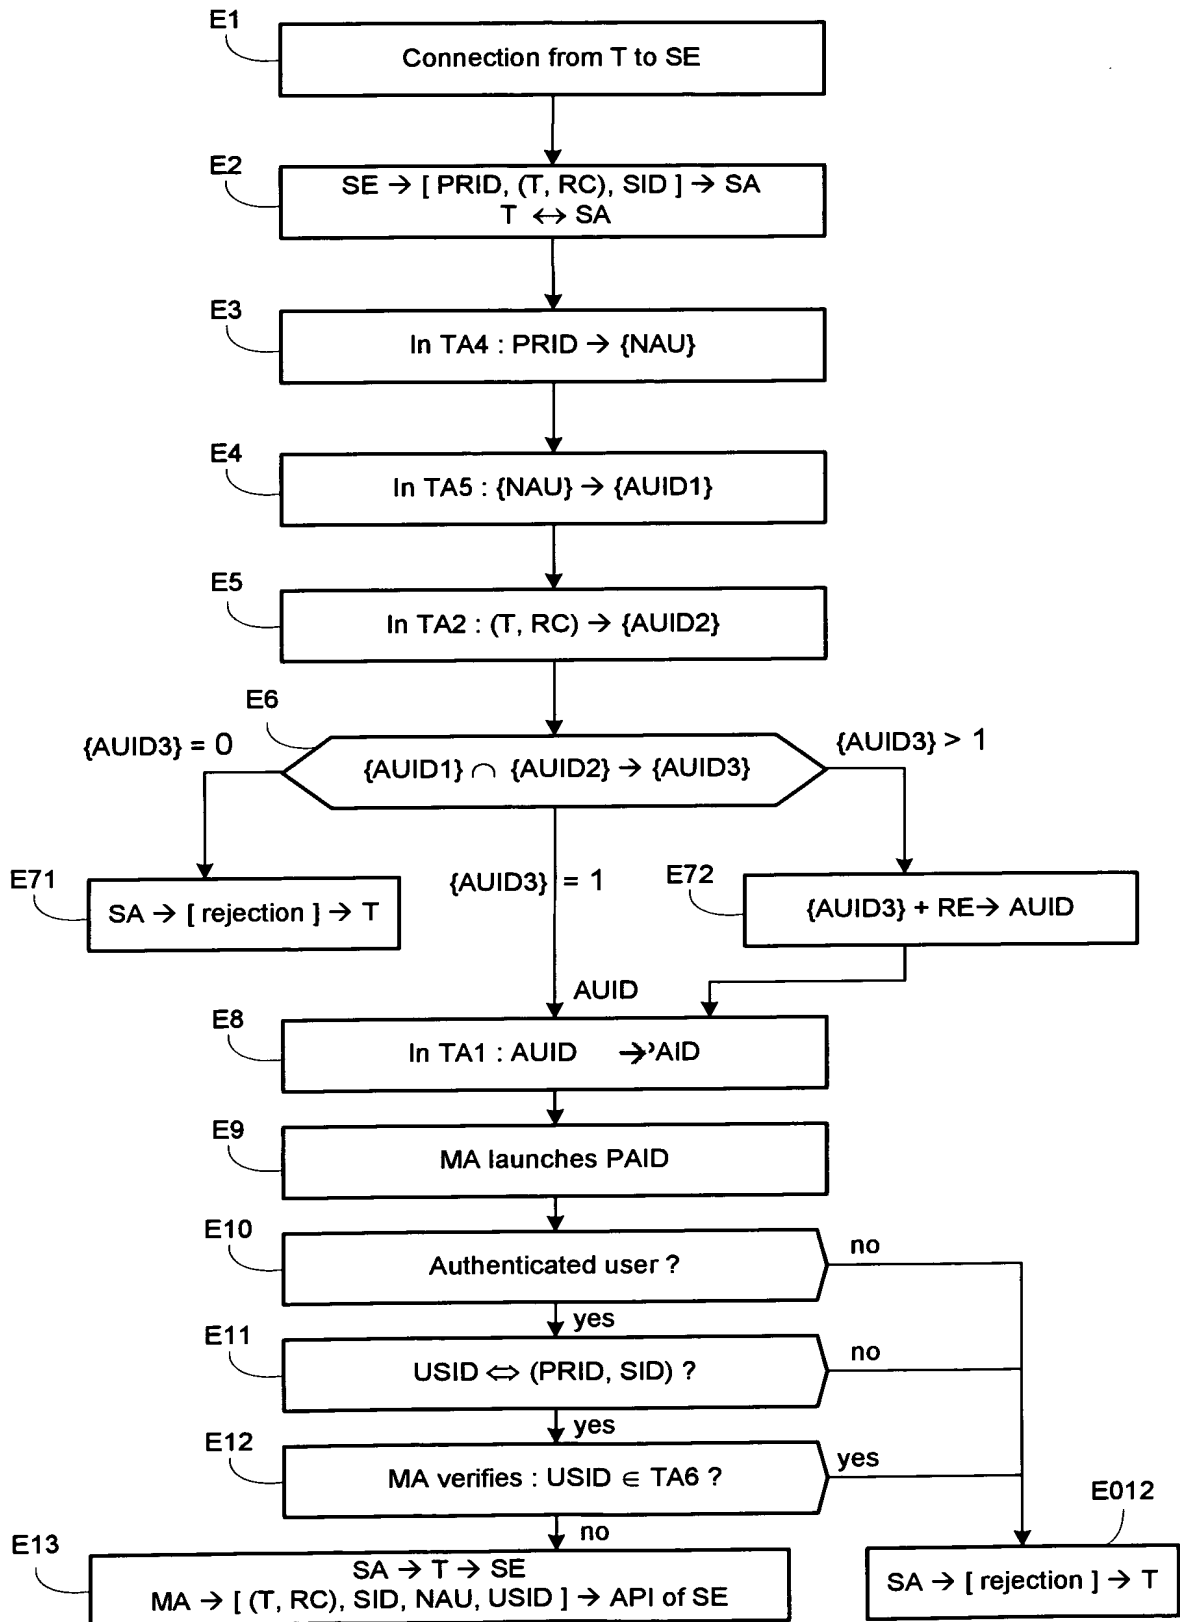 E1
Connection from T to SE
E2
SE → [ PRID, (T, RC), SID ] → SA
T ↔ SA
E3
In TA4 : PRID → {NAU}
E4
In TA5 : {NAU} → {AUID1}
E5
In TA2 : (T, RC) → {AUID2}
E6
{AUID3} = 0
{AUID1} ∩ {AUID2} → {AUID3}
{AUID3} > 1
E71
SA → [ rejection ] → T
{AUID3} = 1
E72
{AUID3} + RE→ AUID
AUID
E8
In TA1 : AUID →'AID
E9
MA launches PAID
E10
Authenticated user ?
no
yes
E11
USID ⇔ (PRID, SID) ?
no
yes
E12
MA verifies : USID ∈ TA6 ?
yes
no
E13
SA → T → SE
MA → [ (T, RC), SID, NAU, USID ] → API of SE
E012
SA → [ rejection ] → T